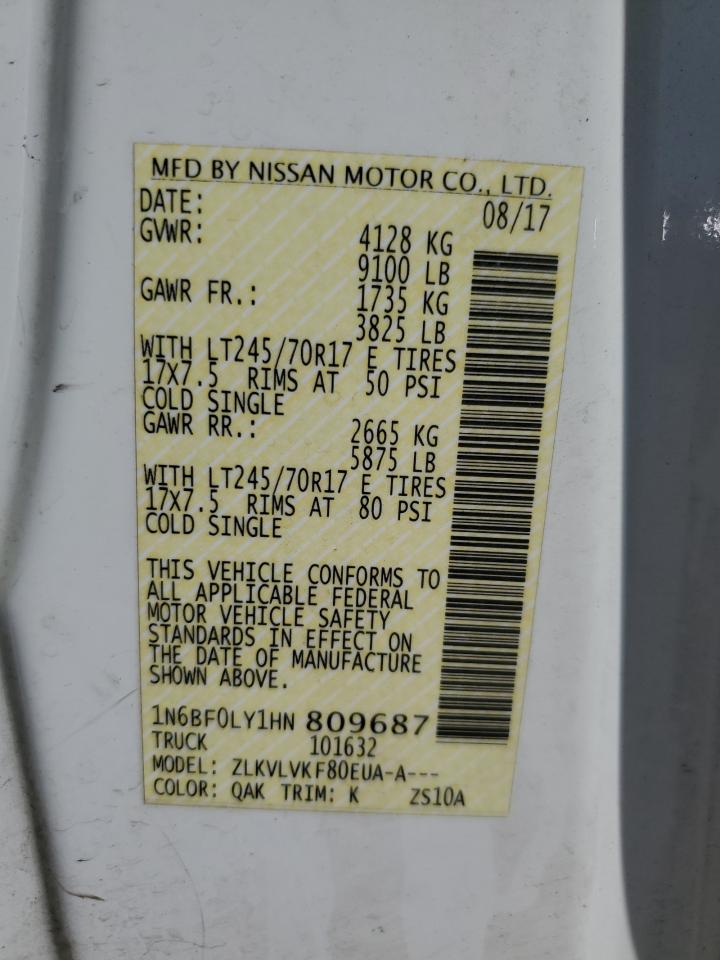 MFD BY NISSAN MOTOR CO., LTD.
DATE: 08/17
GVWR: 4128 KG
9100 LB
GAWR FR.: 1735 KG
3825 LB
WITH LT245/70R17 E TIRES
17X7.5 RIMS AT 50 PSI
COLD SINGLE
GAWR RR.: 2665 KG
5875 LB
WITH LT245/70R17 E TIRES
17X7.5 RIMS AT 80 PSI
COLD SINGLE
THIS VEHICLE CONFORMS TO
ALL APPLICABLE FEDERAL
MOTOR VEHICLE SAFETY
STANDARDS IN EFFECT ON
THE DATE OF MANUFACTURE
SHOWN ABOVE.
1N6BF0LY1HN 809687
TRUCK 101632
MODEL: ZLKVLVKF80EUA-A---
COLOR: QAK TRIM: K ZS10A